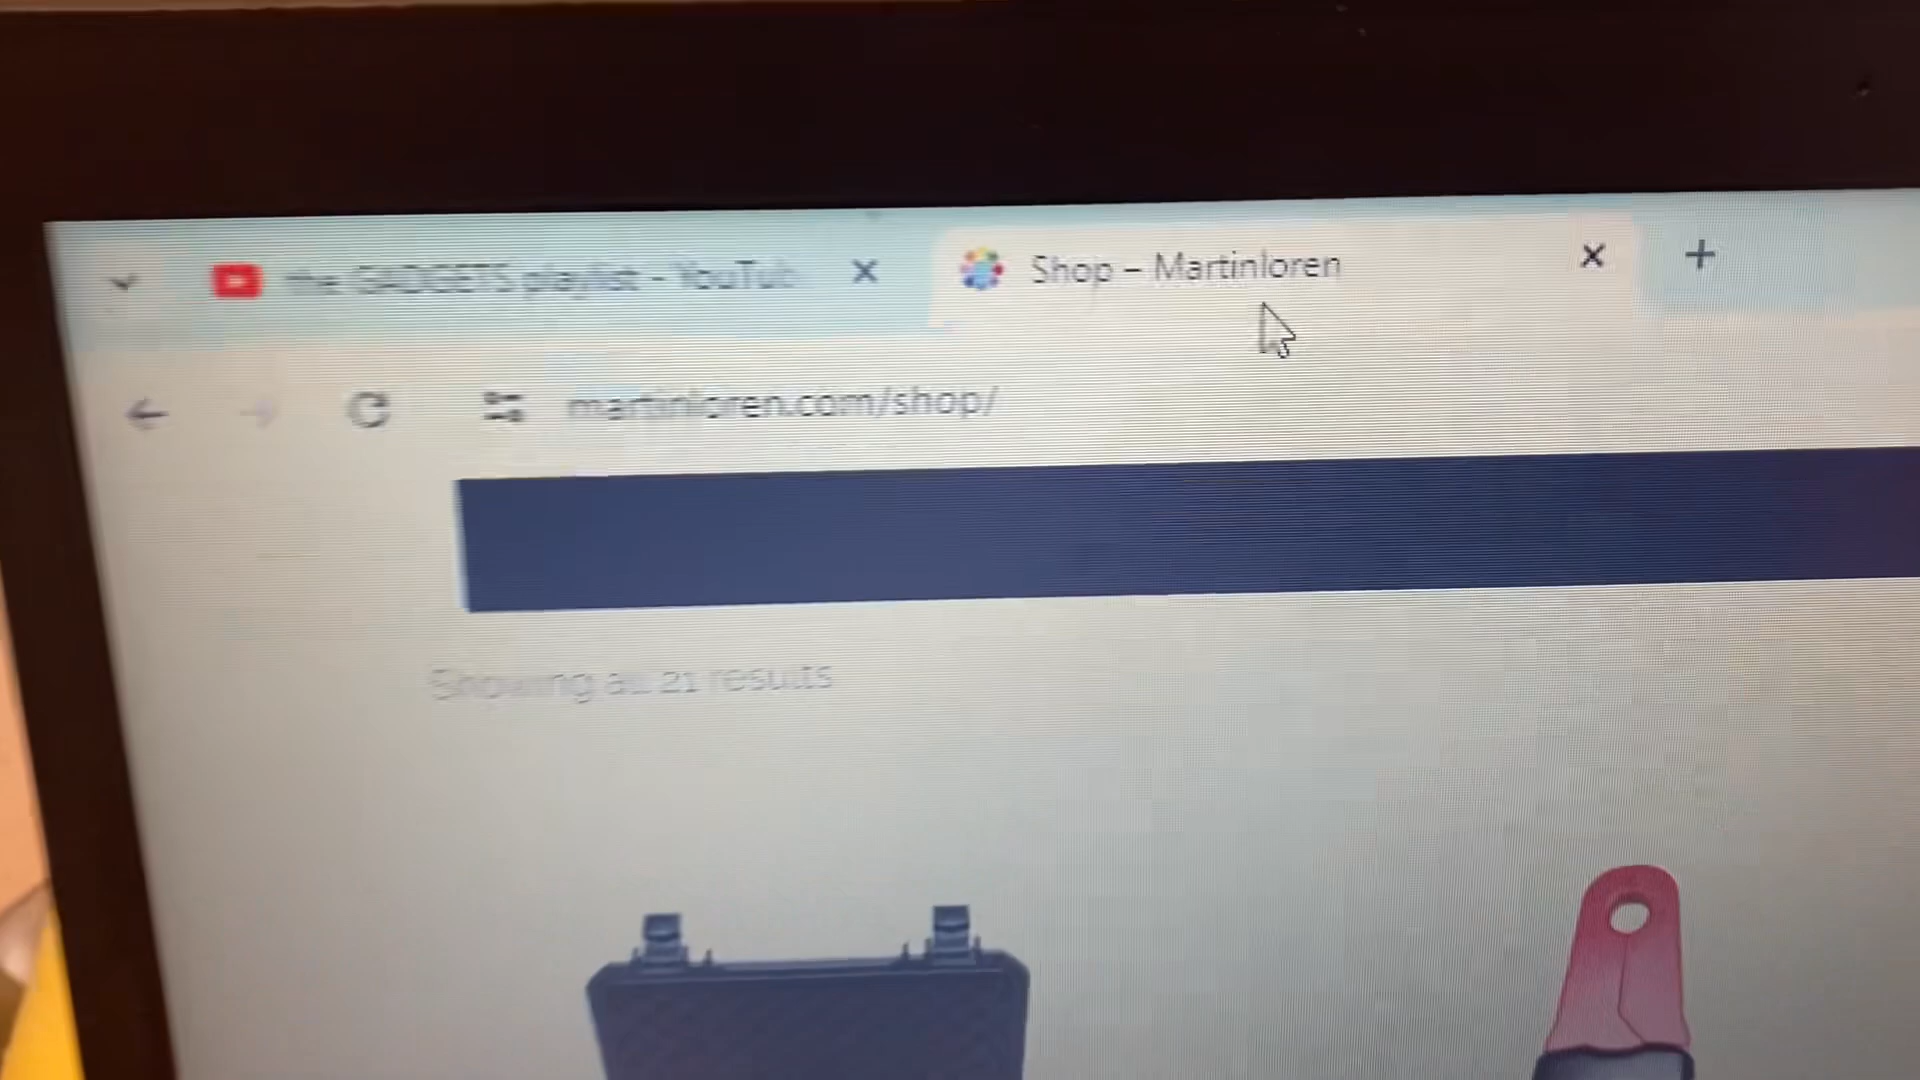 the GADGETS playlist - YouTub
Shop – Martinloren
martinloren.com/shop/
Showing all 21 results